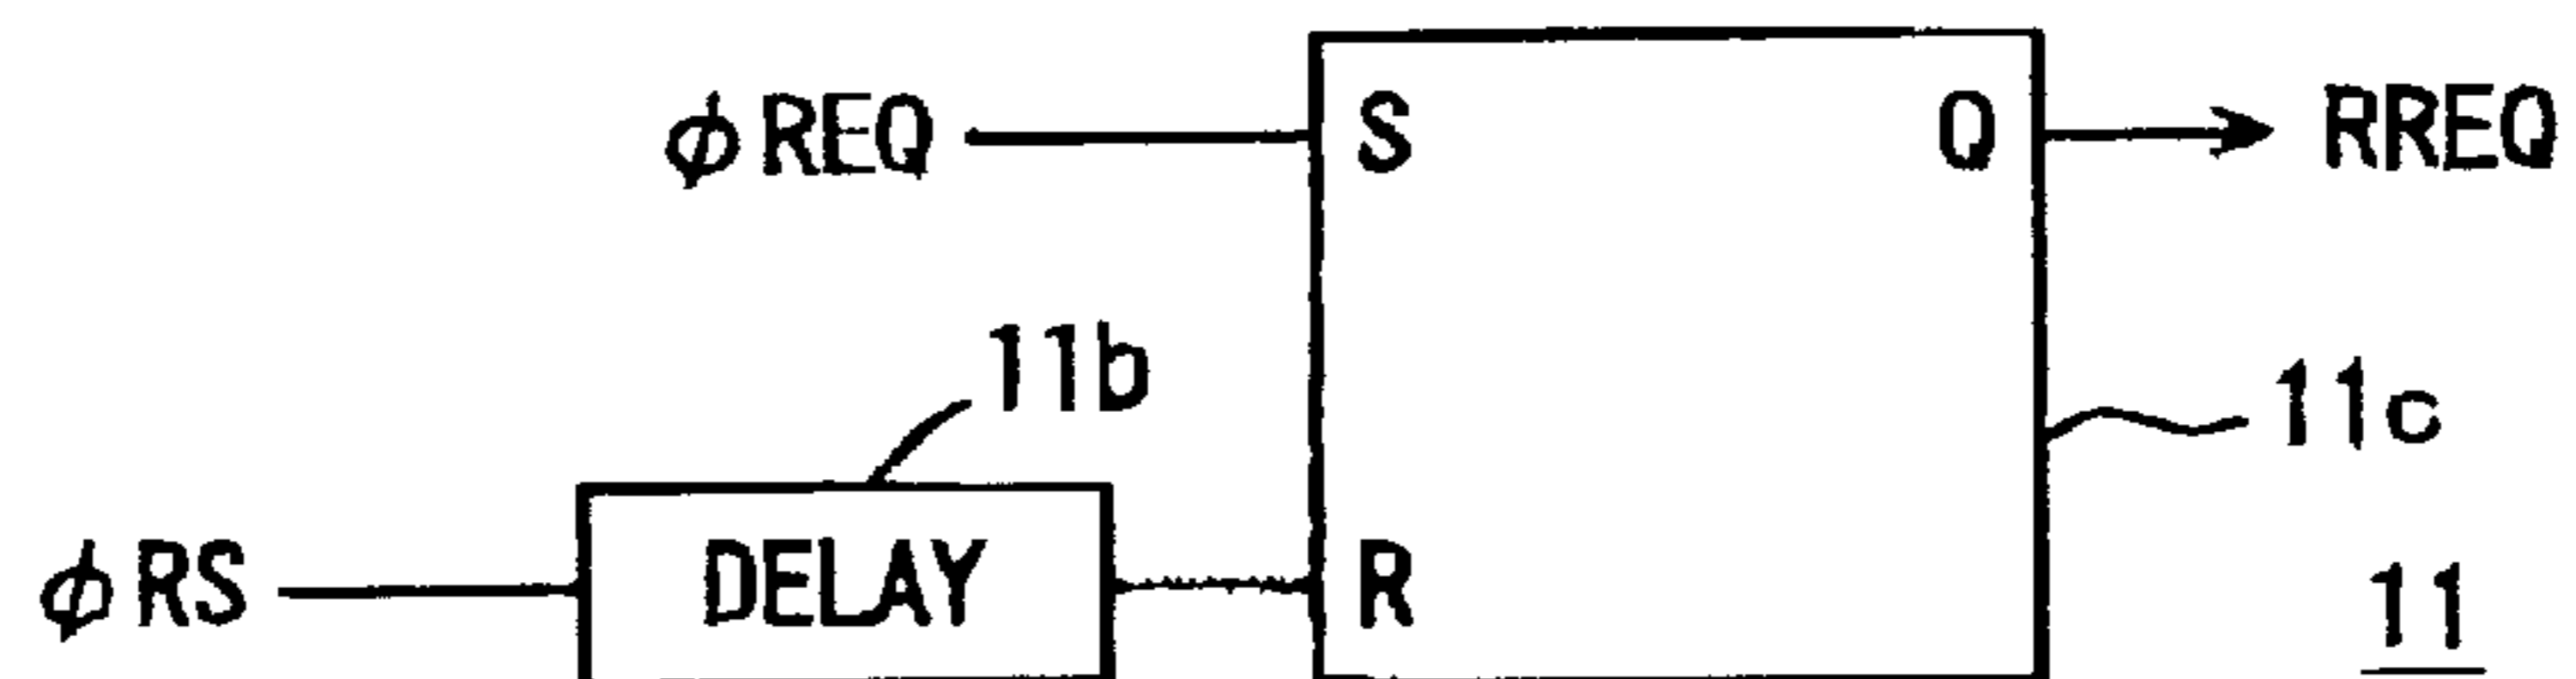 φREQ S Q RREQ
11b
11c
φRS DELAY R
11